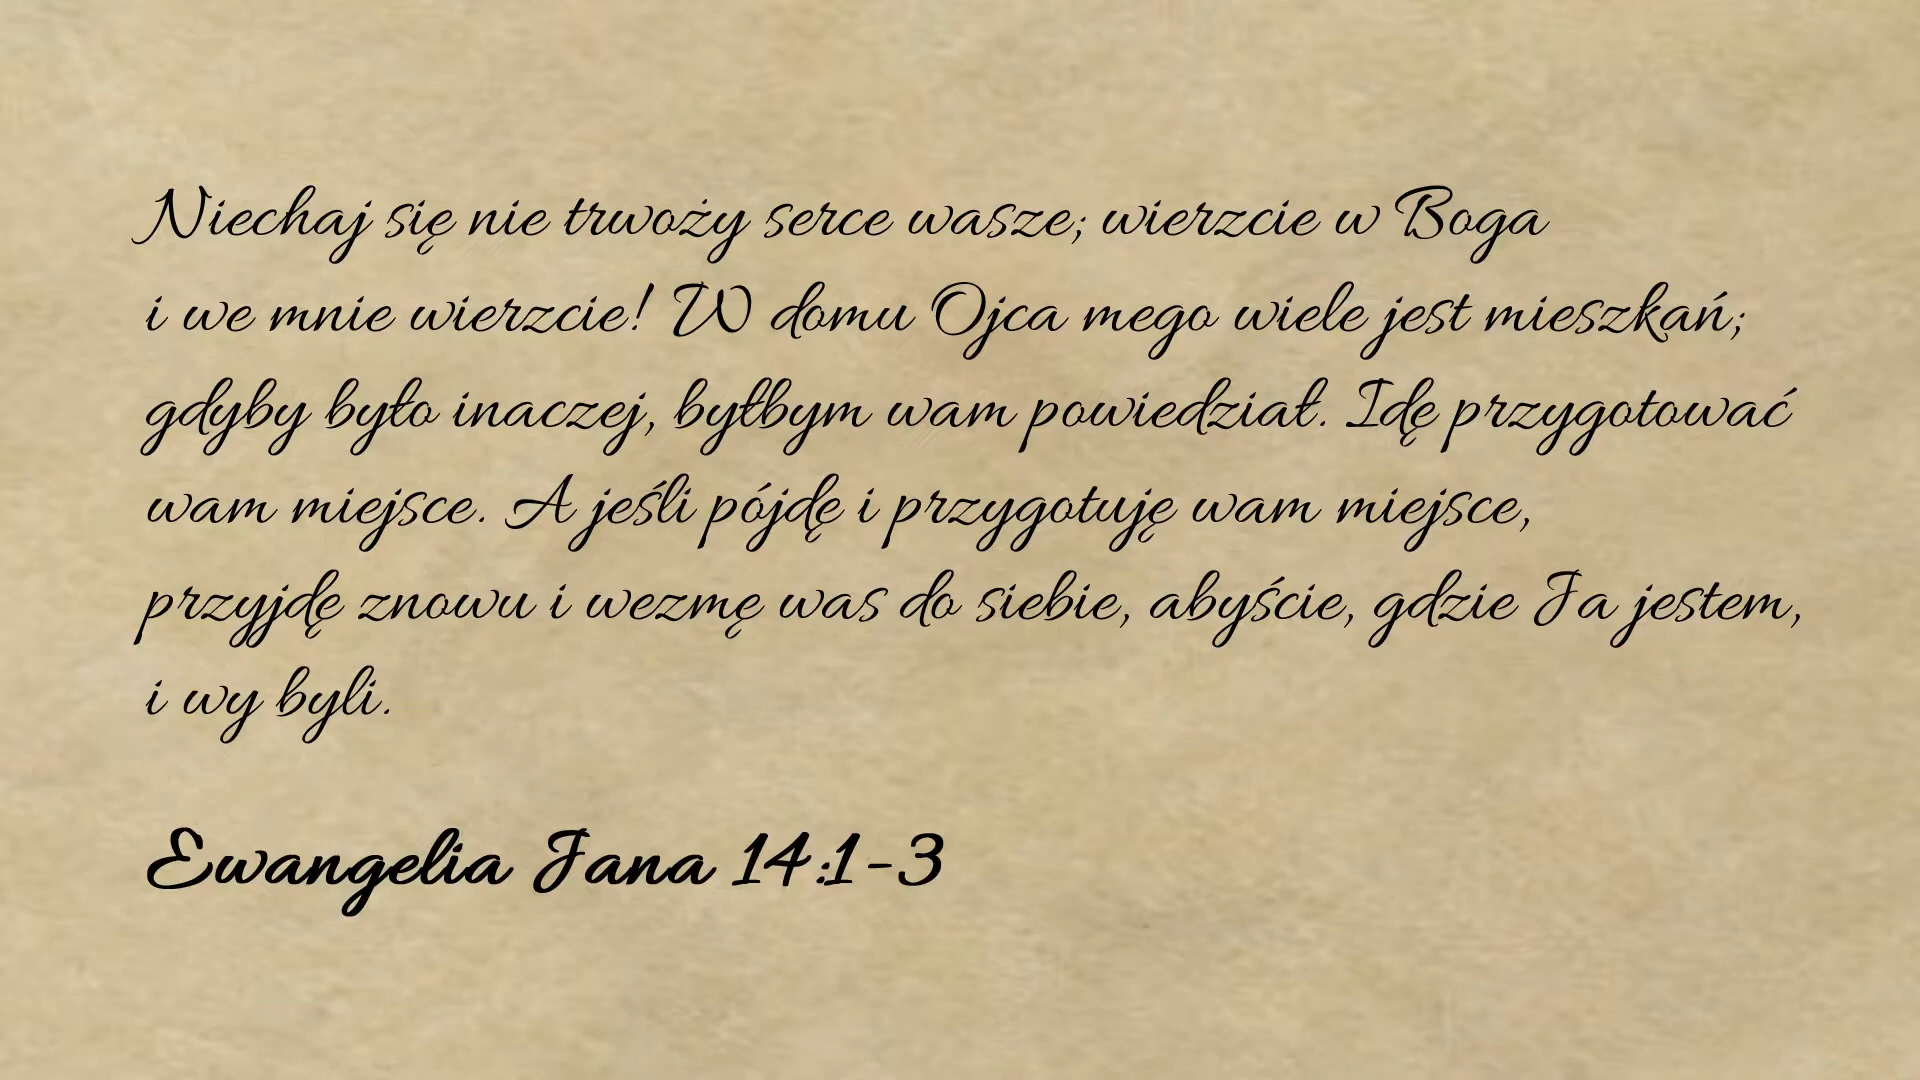 Niechaj się nie trwoży serce wasze; wierzcie w Boga
i we mnie wierzcie! W domu Ojca mego wiele jest mieszkań;
gdyby było inaczej, byłbym wam powiedział. Idę przygotować
wam miejsce. A jeśli pójdę i przygotuję wam miejsce,
przyjdę znowu i wezmę was do siebie, abyście, gdzie Ja jestem,
i wy byli.
Ewangelia Jana 14:1-3